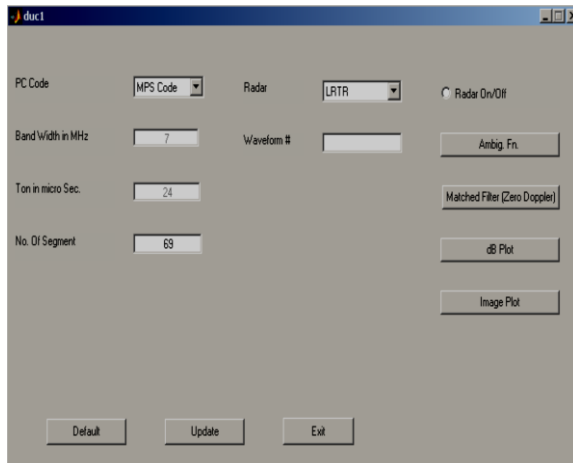 duc1
PC Code
MPS Code
Radar
LRTR
Radar On/Off
Band Width in MHz
7
Waveform #
Ambig. Fn.
Ton in micro Sec.
24
Matched Filter (Zero Doppler)
No. Of Segment
69
dB Plot
Image Plot
Default
Update
Exit